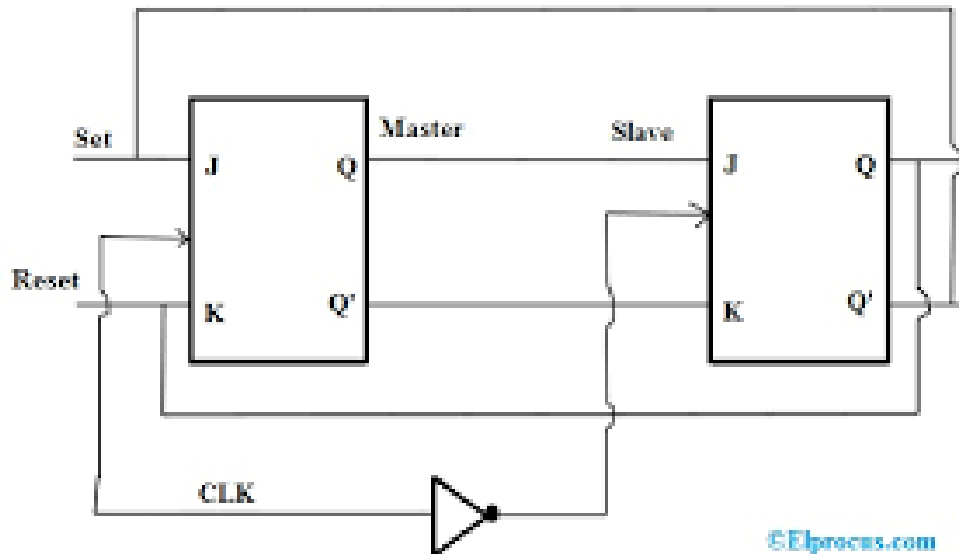 Set
Master
Slave
J
Q
J
Q
Reset
K
Q'
K
Q'
CLK
©Elprocus.com